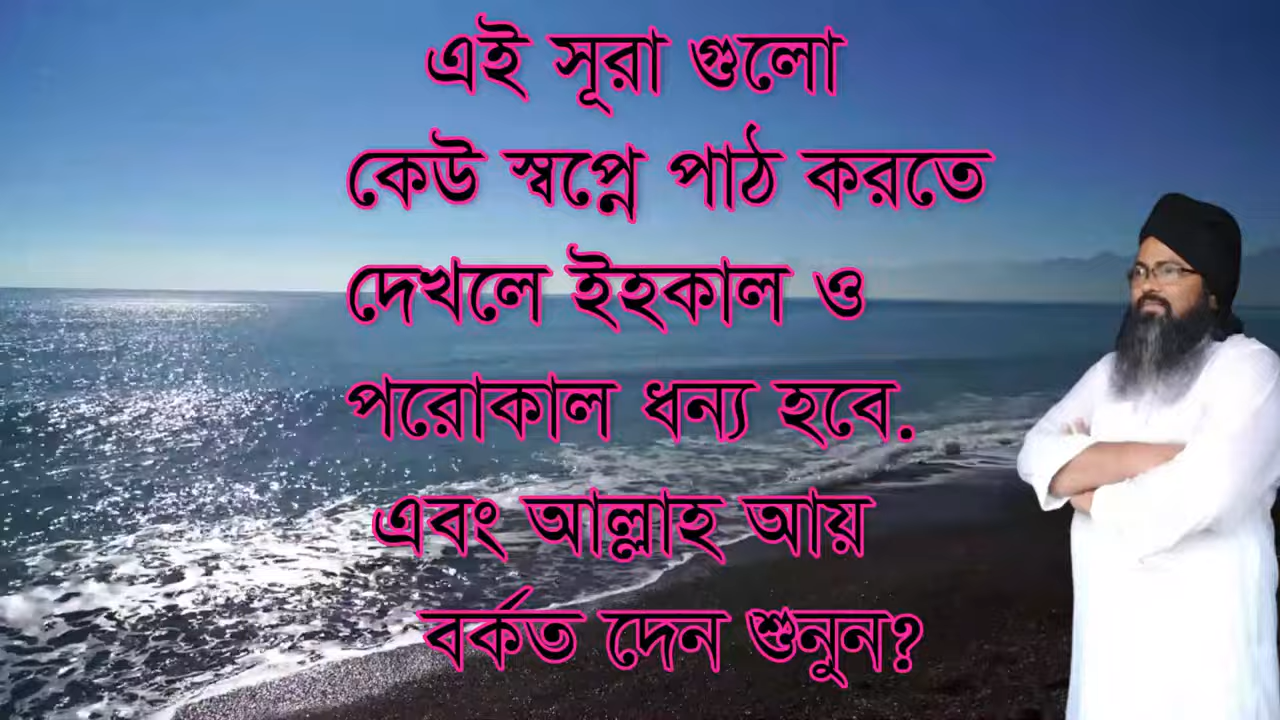 এই সূরা গুলো
কেউ স্বপ্নে পাঠ করতে
দেখলে ইহকাল ও
পরোকাল ধন্য হবে.
এবং আল্লাহ আয়
বর্কত দেন শুনুন?